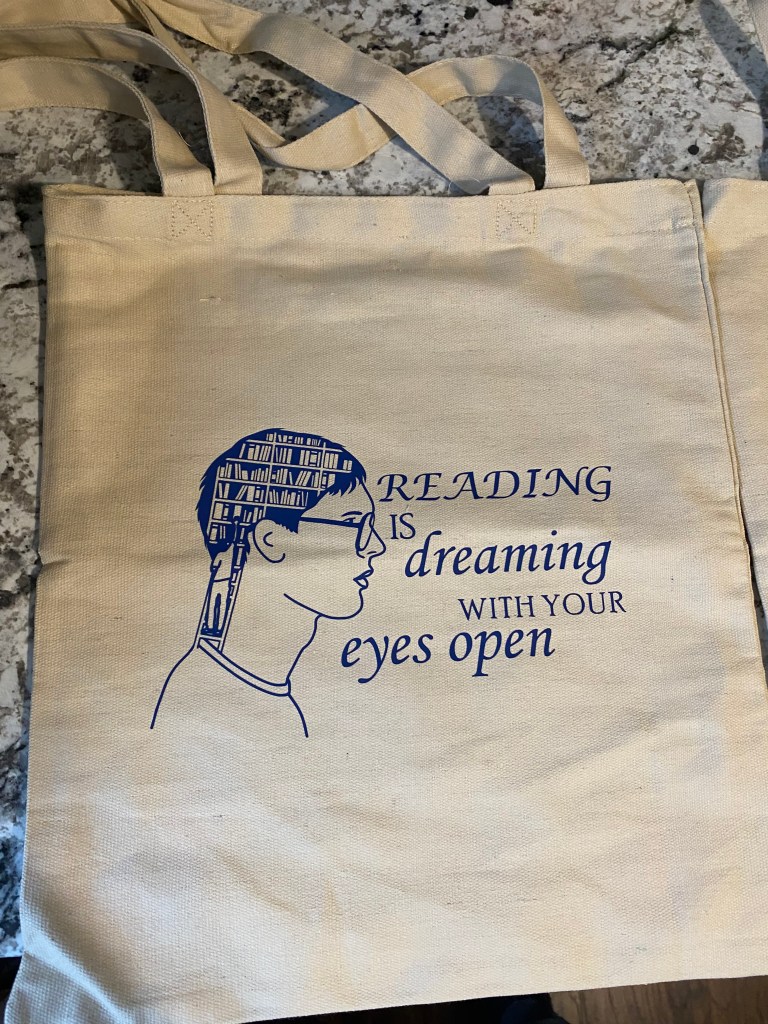 READING
IS
dreaming
WITH YOUR
eyes open